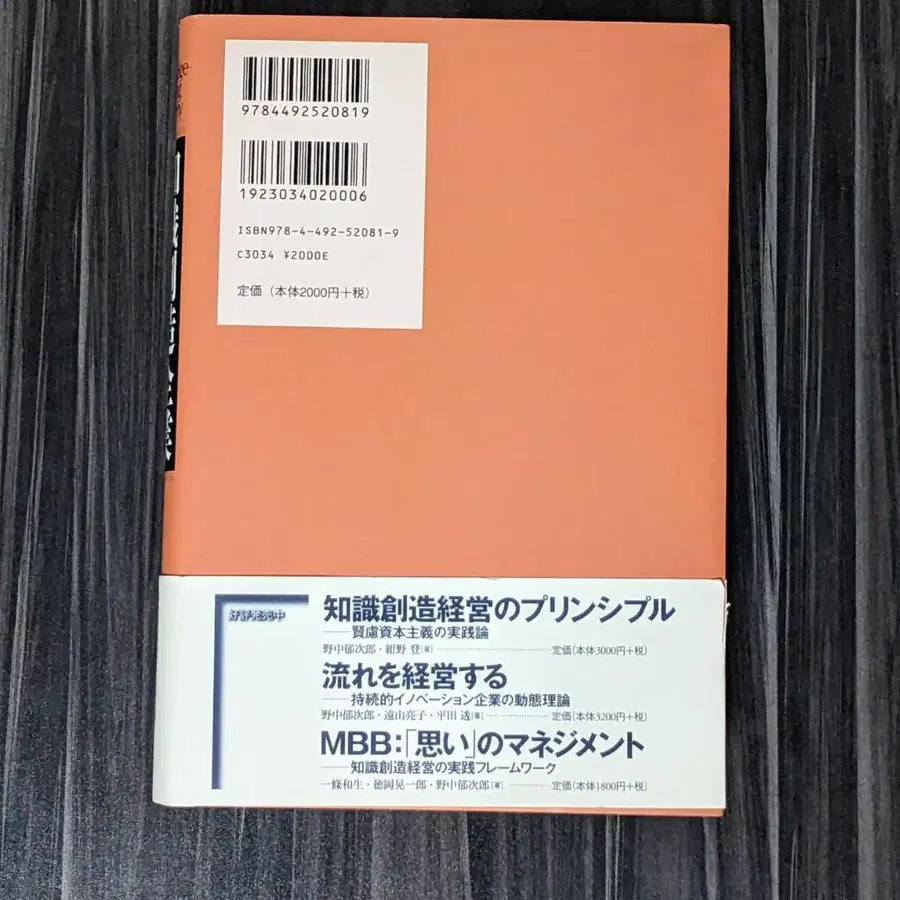 9784492520819
1923034020006
ISBN978-4-492-52081-9
C3034 ¥2000E
定価（本体2000円＋税）
好評発売中
知識創造経営のプリンシプル
——賢慮資本主義の実践論
野中郁次郎・紺野 登［著］……………………定価（本体3000円＋税）
流れを経営する
——持続的イノベーション企業の動態理論
野中郁次郎・遠山亮子・平田 透［著］……………定価（本体3200円＋税）
MBB：「思い」のマネジメント
——知識創造経営の実践フレームワーク
一條和生・徳岡晃一郎・野中郁次郎［著］…………定価（本体1800円＋税）